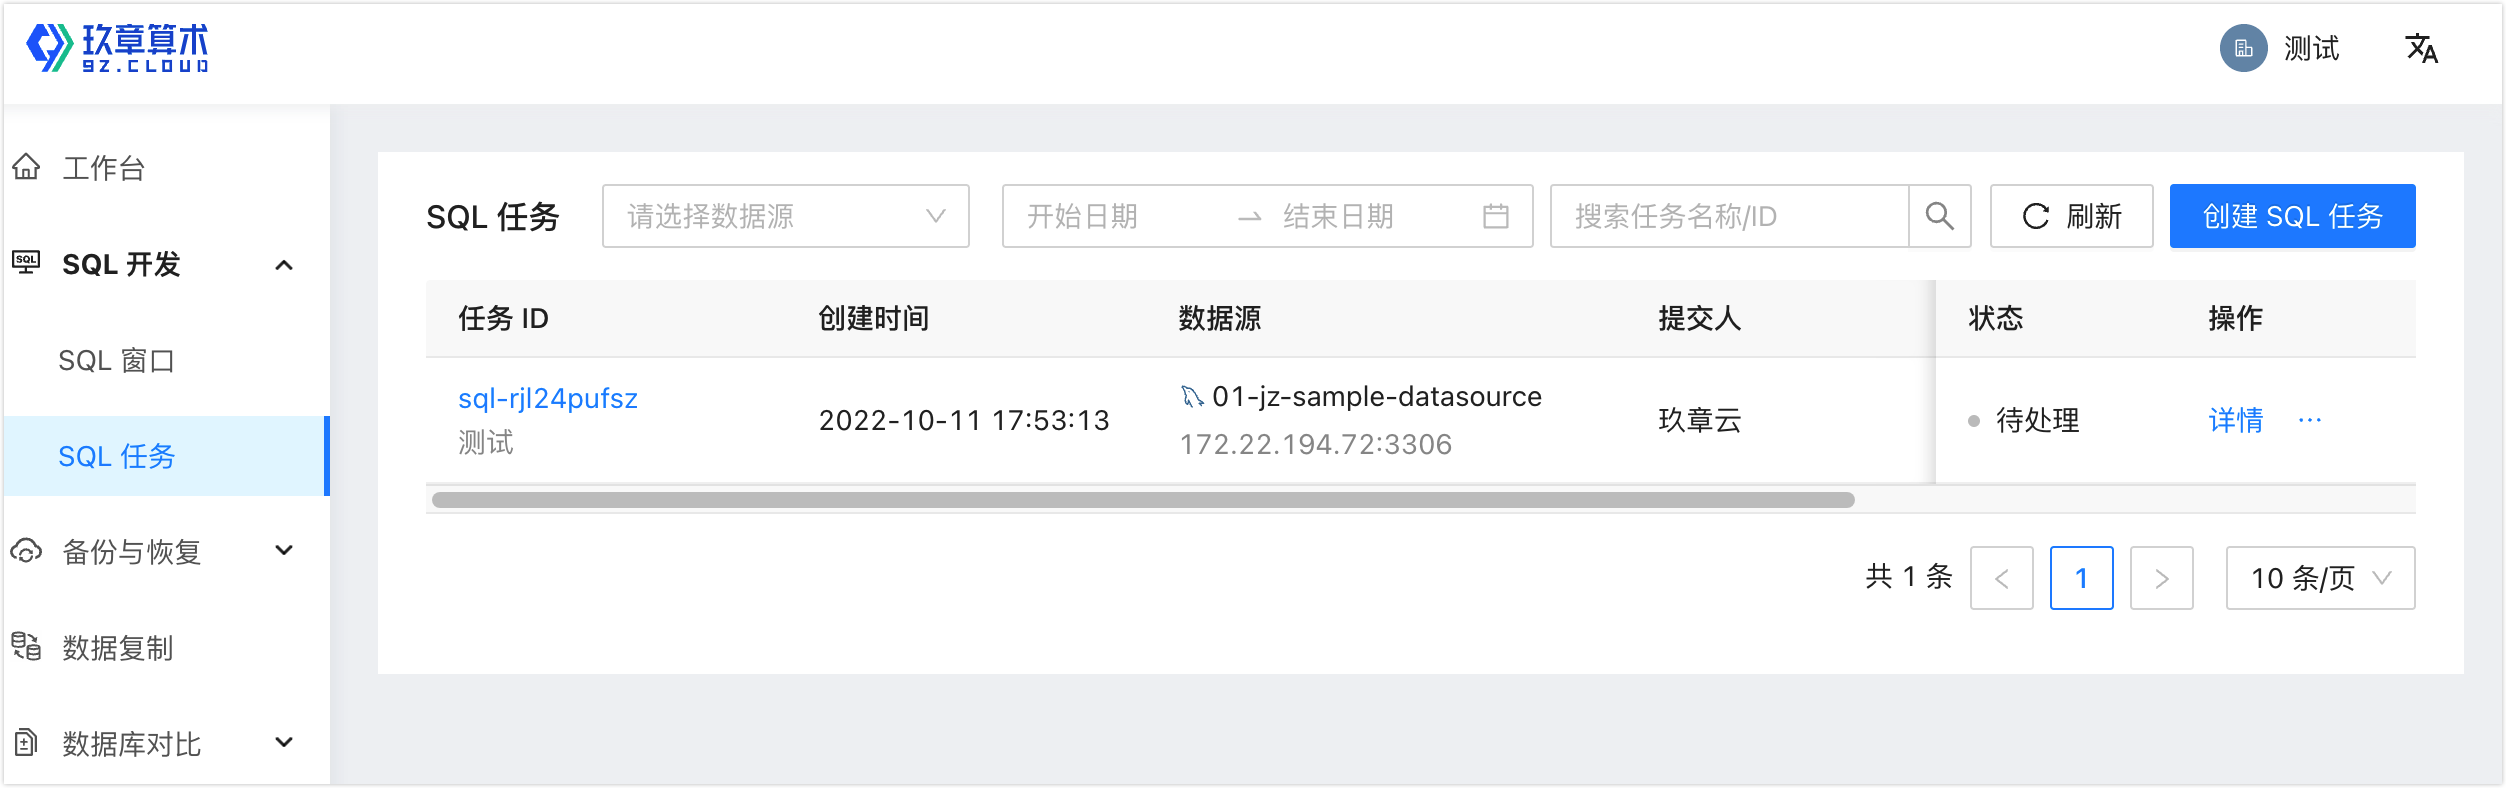 玖章算术
9Z.CLOUD
测试
工作台
SQL 开发
SQL 窗口
SQL 任务
备份与恢复
数据复制
数据库对比
SQL 任务 请选择数据源 开始日期 结束日期 搜索任务名称/ID 刷新 创建 SQL 任务
任务 ID 创建时间 数据源 提交人 状态 操作
sql-rjl24pufsz 2022-10-11 17:53:13 01-jz-sample-datasource 玖章云 待处理 详情 ···
测试 172.22.194.72:3306
共 1 条 < 1 > 10 条/页